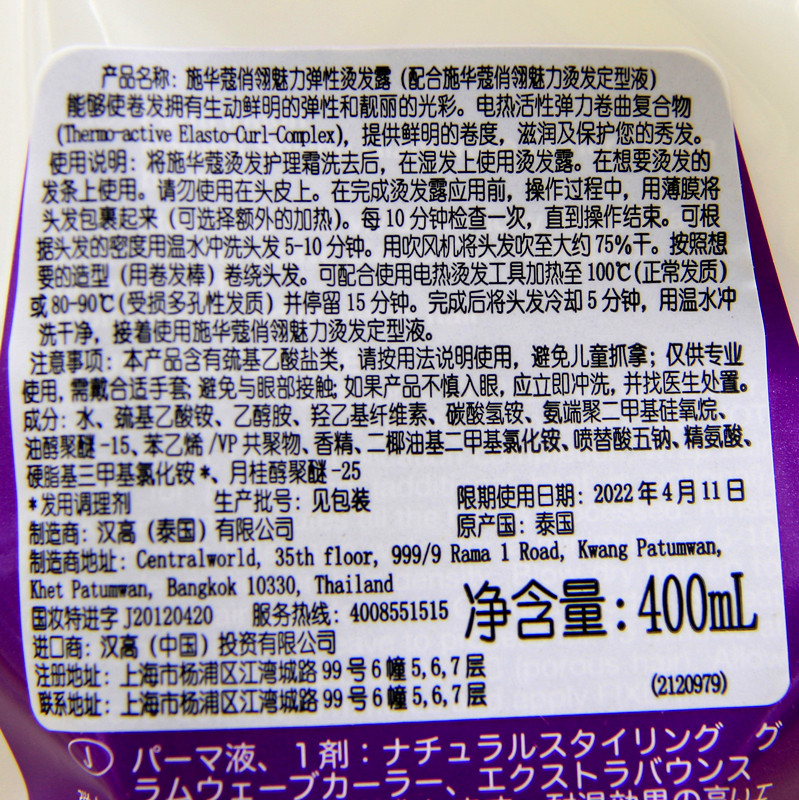 产品名称：施华蔻俏翎魅力弹性烫发露（配合施华蔻俏翎魅力烫发定型液）
能够使卷发拥有生动鲜明的弹性和靓丽的光彩。电热活性弹力卷曲复合物
(Thermo-active Elasto-Curl-Complex)，提供鲜明的卷度，滋润及保护您的秀发。
使用说明：将施华蔻烫发护理霜洗去后，在湿发上使用烫发露。在想要烫发的
发条上使用。请勿使用在头皮上。在完成烫发露应用前，操作过程中，用薄膜将
头发包裹起来（可选择额外的加热）。每10分钟检查一次，直到操作结束。可根
据头发的密度用温水冲洗头发5-10分钟。用吹风机将头发吹至大约75%干。按照想
要的造型（用卷发棒）卷绕头发。可配合使用电热烫发工具加热至100℃(正常发质)
或80-90℃(受损多孔性发质）并停留15分钟。完成后将头发冷却5分钟，用温水冲
洗干净，接着使用施华蔻俏翎魅力烫发定型液。
注意事项：本产品含有巯基乙酸盐类，请按用法说明使用，避免儿童抓拿；仅供专业
使用，需戴合适手套；避免与眼部接触；如果产品不慎入眼，应立即冲洗，并找医生处置。
成分：水、巯基乙酸铵、乙醇胺、羟乙基纤维素、碳酸氢铵、氨端聚二甲基硅氧烷、
油醇聚醚-15、苯乙烯/VP共聚物、香精、二椰油基二甲基氯化铵、喷替酸五钠、精氨酸、
硬脂基三甲基氯化铵*、月桂醇聚醚-25
*发用调理剂 生产批号：见包装 限期使用日期：2022年4月11日
制造商：汉高（泰国）有限公司 原产国：泰国
制造商地址：Centralworld, 35th floor, 999/9 Rama 1 Road, Kwang Patumwan,
Khet Patumwan, Bangkok 10330, Thailand
国妆特进字J20120420 服务热线：4008551515 净含量：400mL
进口商：汉高（中国）投资有限公司
注册地址：上海市杨浦区江湾城路99号6幢5,6,7层
联系地址：上海市杨浦区江湾城路99号6幢5,6,7层 (2120979)
J パーマ液、1剤：ナチュラルスタイリング グ
ラムウェーブカーラー、エクストラバウンス